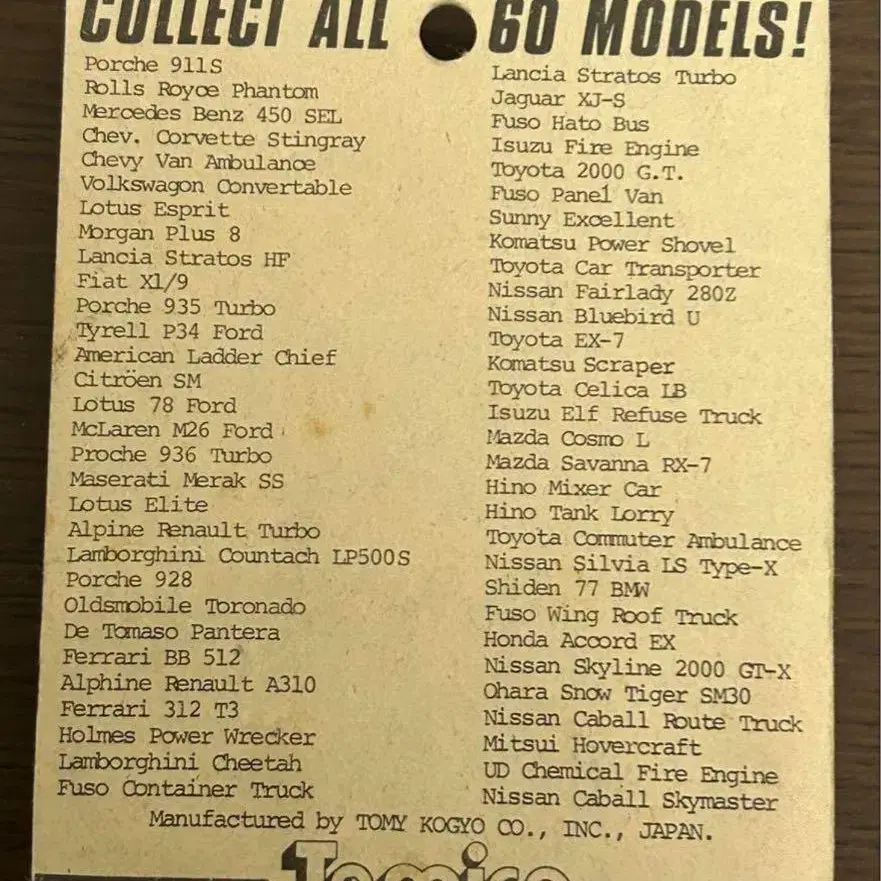 COLLECT ALL 60 MODELS!
Porche 911S
Rolls Royce Phantom
Mercedes Benz 450 SEL
Chev. Corvette Stingray
Chevy Van Ambulance
Volkswagon Convertable
Lotus Esprit
Morgan Plus 8
Lancia Stratos HF
Fiat X1/9
Porche 935 Turbo
Tyrell P34 Ford
American Ladder Chief
Citröen SM
Lotus 78 Ford
McLaren M26 Ford
Proche 936 Turbo
Maserati Merak SS
Lotus Elite
Alpine Renault Turbo
Lamborghini Countach LP500S
Porche 928
Oldsmobile Toronado
De Tomaso Pantera
Ferrari BB 512
Alphine Renault A310
Ferrari 312 T3
Holmes Power Wrecker
Lamborghini Cheetah
Fuso Container Truck
Lancia Stratos Turbo
Jaguar XJ-S
Fuso Hato Bus
Isuzu Fire Engine
Toyota 2000 G.T.
Fuso Panel Van
Sunny Excellent
Komatsu Power Shovel
Toyota Car Transporter
Nissan Fairlady 280Z
Nissan Bluebird U
Toyota EX-7
Komatsu Scraper
Toyota Celica LB
Isuzu Elf Refuse Truck
Mazda Cosmo L
Mazda Savanna RX-7
Hino Mixer Car
Hino Tank Lorry
Toyota Commuter Ambulance
Nissan Silvia LS Type-X
Shiden 77 BMW
Fuso Wing Roof Truck
Honda Accord EX
Nissan Skyline 2000 GT-X
Ohara Snow Tiger SM30
Nissan Caball Route Truck
Mitsui Hovercraft
UD Chemical Fire Engine
Nissan Caball Skymaster
Manufactured by TOMY KOGYO CO., INC., JAPAN.
Tomica